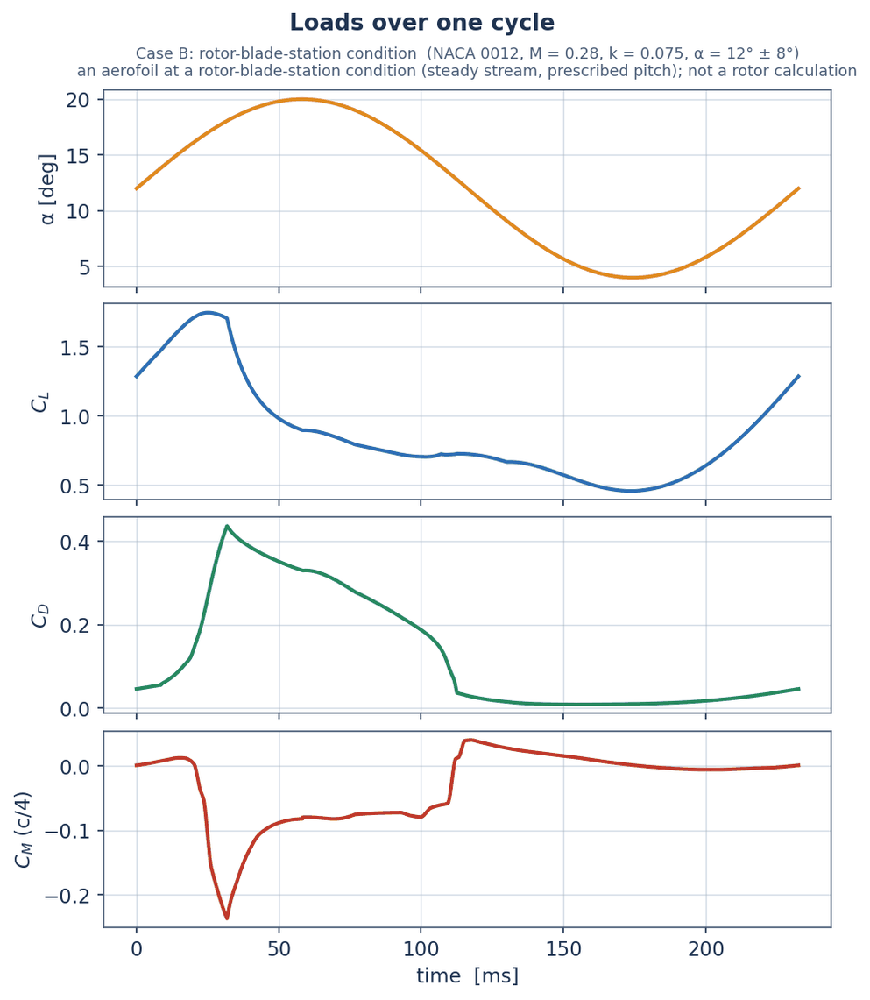 Loads over one cycle
Case B: rotor-blade-station condition  (NACA 0012, M = 0.28, k = 0.075, α = 12° ± 8°)
an aerofoil at a rotor-blade-station condition (steady stream, prescribed pitch); not a rotor calculation
α [deg]
20
15
10
5
C_L
1.5
1.0
0.5
C_D
0.4
0.2
0.0
C_M (c/4)
0.0
−0.1
−0.2
0 50 100 150 200
time [ms]